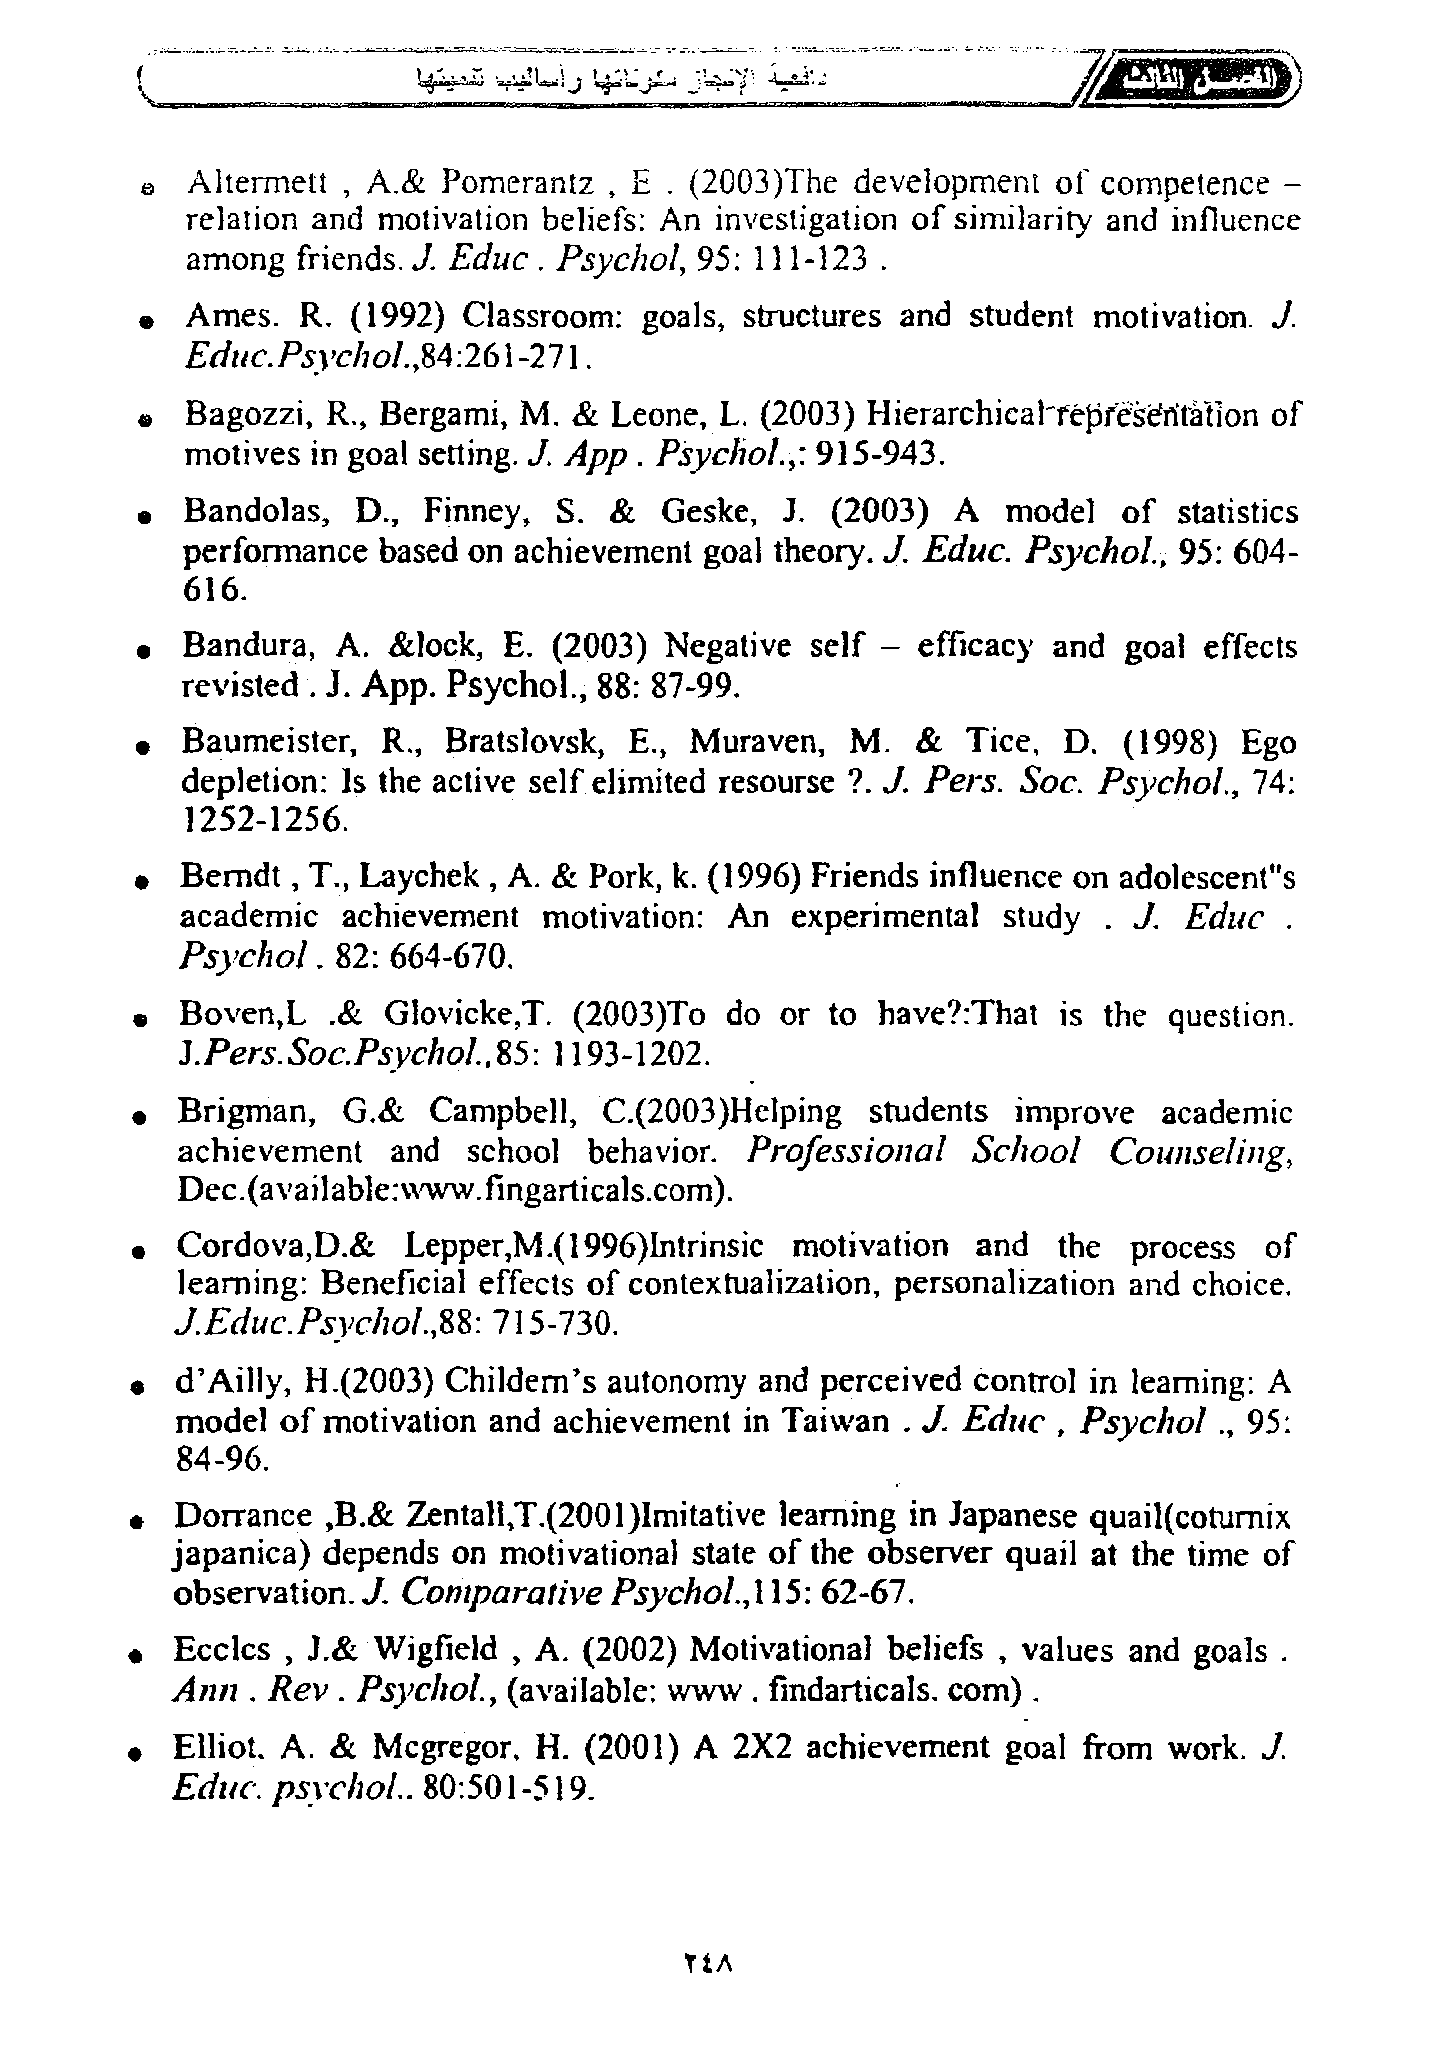 الفصل الثالث
دافعية الإنجاز مكوناتها وأساليب تنميتها
• Altermett , A.& Pomerantz , E . (2003)The development of competence –
relation and motivation beliefs: An investigation of similarity and influence
among friends. J. Educ . Psychol, 95: 111-123 .
• Ames. R. (1992) Classroom: goals, structures and student motivation. J.
Educ.Psychol.,84:261-271.
• Bagozzi, R., Bergami, M. & Leone, L. (2003) Hierarchical representation of
motives in goal setting. J. App . Psychol.,: 915-943.
• Bandolas, D., Finney, S. & Geske, J. (2003) A model of statistics
performance based on achievement goal theory. J. Educ. Psychol., 95: 604-
616.
• Bandura, A. &lock, E. (2003) Negative self – efficacy and goal effects
revisted . J. App. Psychol., 88: 87-99.
• Baumeister, R., Bratslovsk, E., Muraven, M. & Tice, D. (1998) Ego
depletion: Is the active self elimited resourse ?. J. Pers. Soc. Psychol., 74:
1252-1256.
• Berndt , T., Laychek , A. & Pork, k. (1996) Friends influence on adolescent"s
academic achievement motivation: An experimental study . J. Educ .
Psychol . 82: 664-670.
• Boven,L .& Glovicke,T. (2003)To do or to have?:That is the question.
J.Pers.Soc.Psychol.,85: 1193-1202.
• Brigman, G.& Campbell, C.(2003)Helping students improve academic
achievement and school behavior. Professional School Counseling,
Dec.(available:www.fingarticals.com).
• Cordova,D.& Lepper,M.(1996)Intrinsic motivation and the process of
learning: Beneficial effects of contextualization, personalization and choice.
J.Educ.Psychol.,88: 715-730.
• d'Ailly, H.(2003) Childern's autonomy and perceived control in learning: A
model of motivation and achievement in Taiwan . J. Educ , Psychol ., 95:
84-96.
• Dorrance ,B.& Zentall,T.(2001)Imitative learning in Japanese quail(coturnix
japanica) depends on motivational state of the observer quail at the time of
observation. J. Comparative Psychol.,115: 62-67.
• Eccles , J.& Wigfield , A. (2002) Motivational beliefs , values and goals .
Ann . Rev . Psychol., (available: www . findarticals. com) .
• Elliot. A. & Mcgregor, H. (2001) A 2X2 achievement goal from work. J.
Educ. psychol.. 80:501-519.
٢٤٨